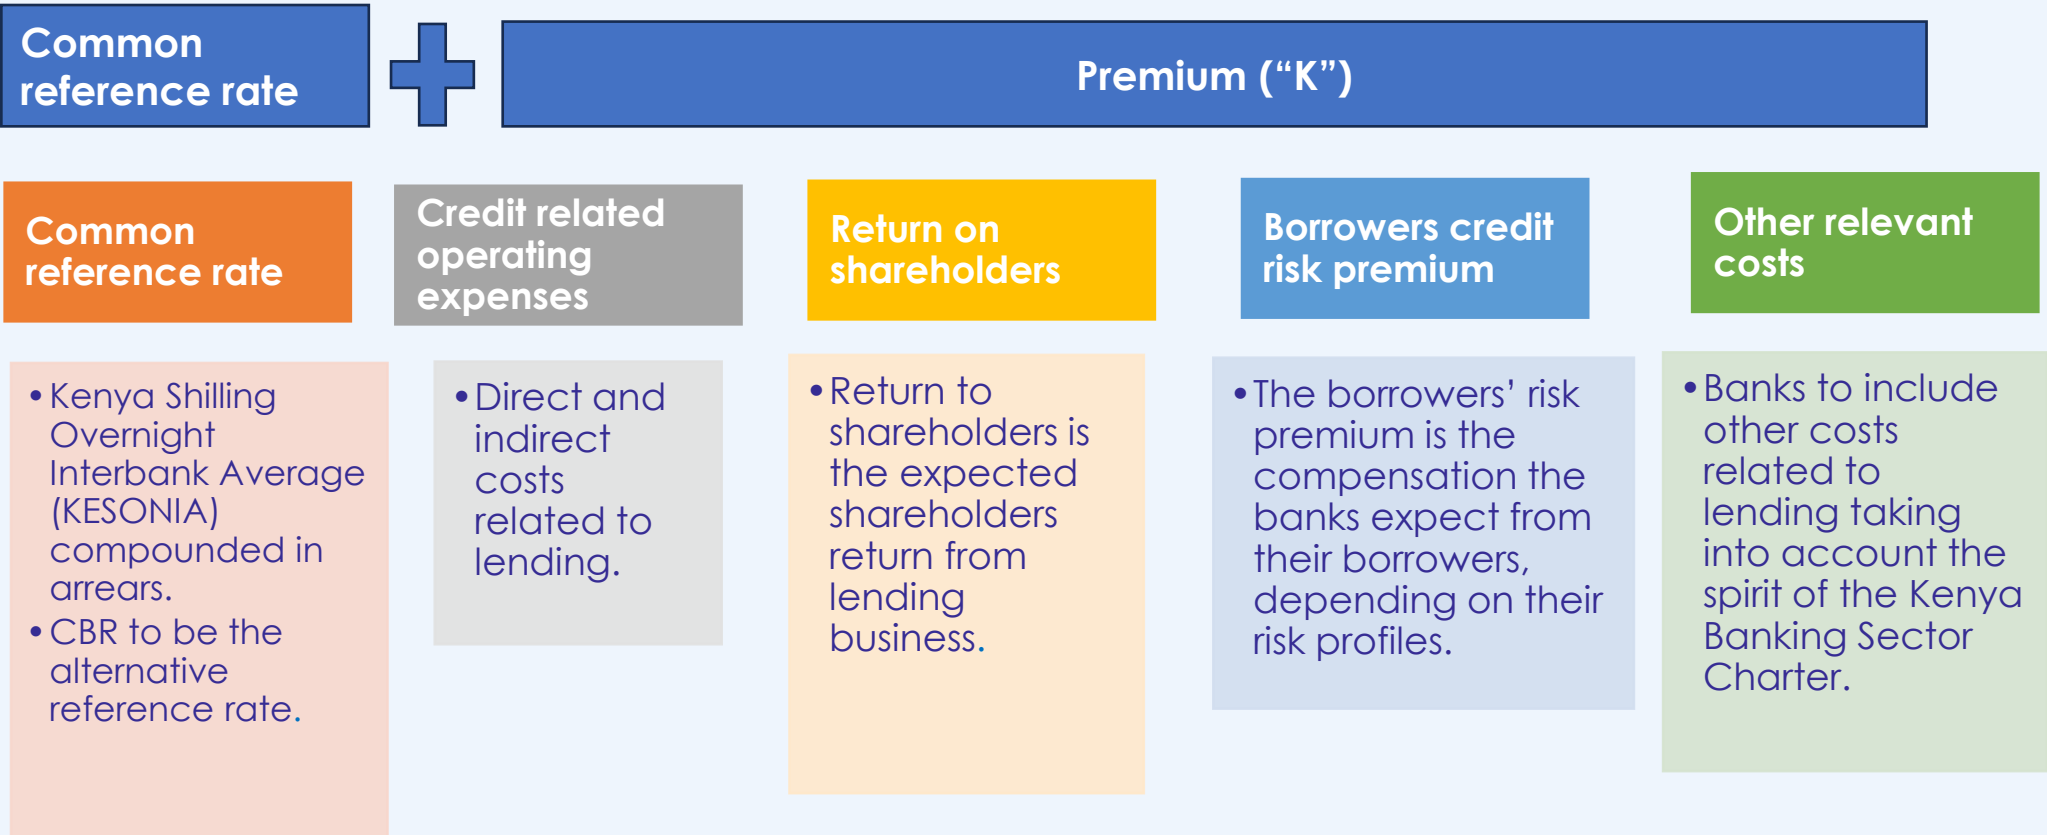 Common
reference rate
Premium (“K”)
Common
reference rate
Credit related
operating
expenses
Return on
shareholders
Borrowers credit
risk premium
Other relevant
costs
•Kenya Shilling
Overnight
Interbank Average
(KESONIA)
compounded in
arrears.
•CBR to be the
alternative
reference rate.
•Direct and
indirect
costs
related to
lending.
•Return to
shareholders is
the expected
shareholders
return from
lending
business.
•The borrowers’ risk
premium is the
compensation the
banks expect from
their borrowers,
depending on their
risk profiles.
•Banks to include
other costs
related to
lending taking
into account the
spirit of the Kenya
Banking Sector
Charter.